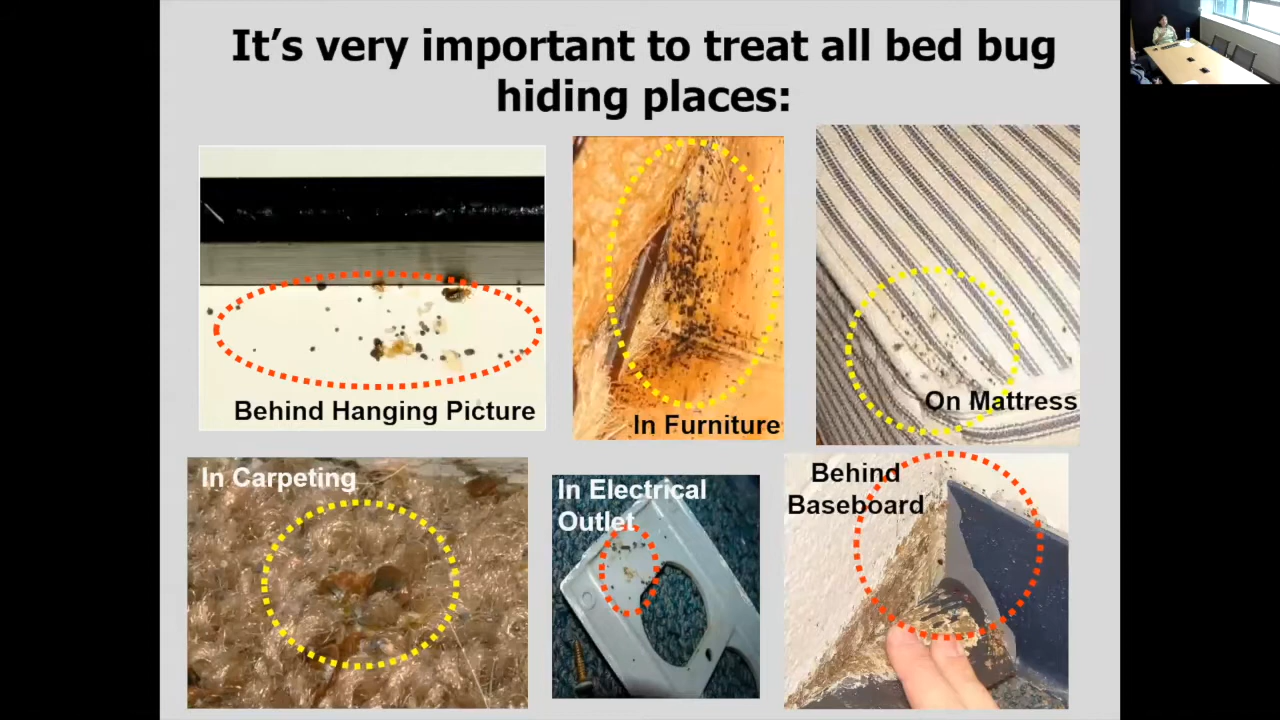 It’s very important to treat all bed bug
hiding places:
Behind Hanging Picture
In Furniture
On Mattress
In Carpeting
In Electrical
Outlet
Behind
Baseboard